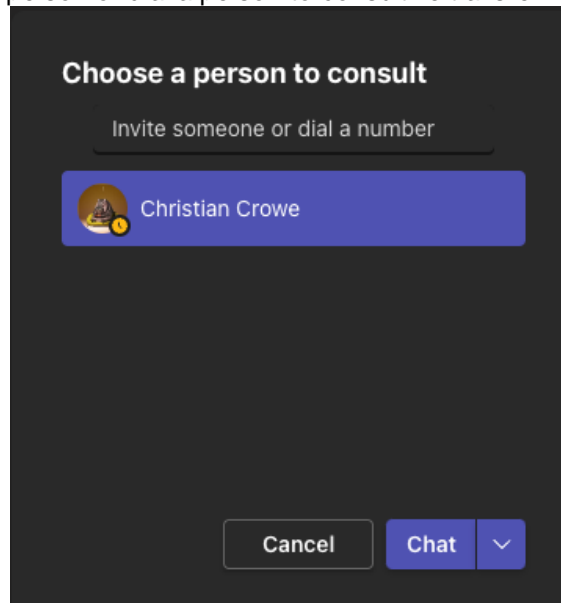 Choose a person to consult
Invite someone or dial a number
Christian Crowe
Cancel
Chat